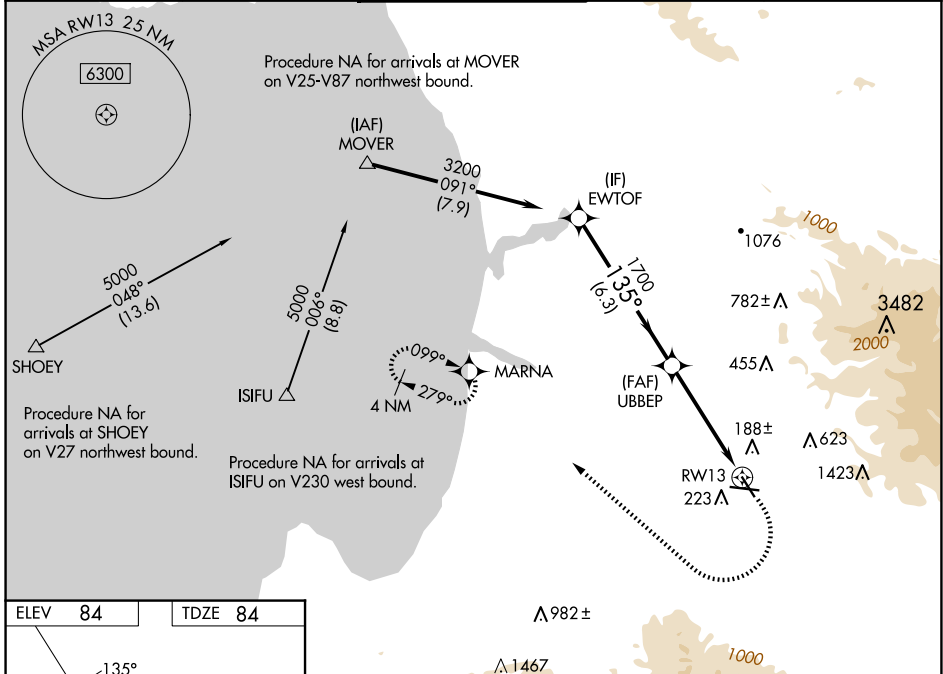 MSA RW13 25 NM
6300
Procedure NA for arrivals at MOVER
on V25-V87 northwest bound.
(IAF)
MOVER
3200
091°
(7.9)
(IF)
EWTOF
1000
1076
5000
048°
(13.6)
5000
006°
(8.8)
1700
135°
(6.3)
782±
3482
2000
SHOEY
099°
MARNA
279°
4 NM
ISIFU
(FAF)
UBBEP
455
Procedure NA for
arrivals at SHOEY
on V27 northwest bound.
Procedure NA for arrivals at
ISIFU on V230 west bound.
188±
623
1423
RW13
223
ELEV 84
TDZE 84
135°
982±
1467
1000